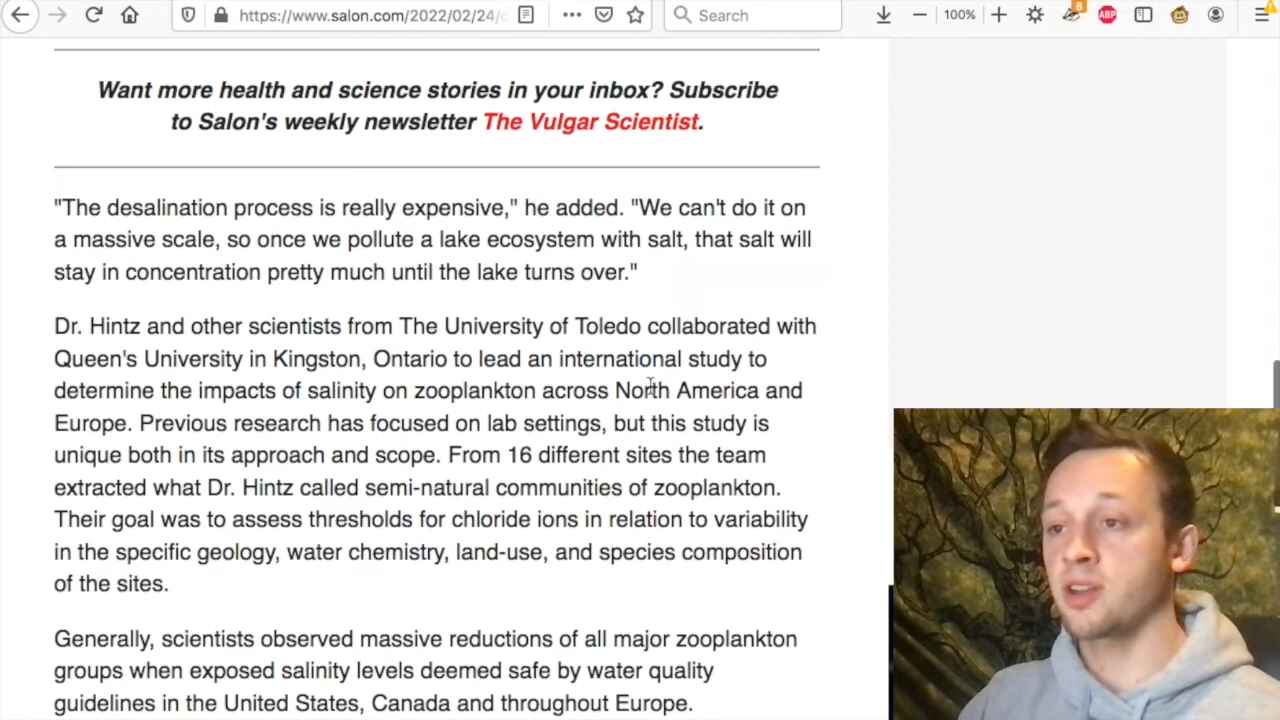 https://www.salon.com/2022/02/24/
Search
100%
8
ABP
Want more health and science stories in your inbox? Subscribe
to Salon's weekly newsletter The Vulgar Scientist.
"The desalination process is really expensive," he added. "We can't do it on
a massive scale, so once we pollute a lake ecosystem with salt, that salt will
stay in concentration pretty much until the lake turns over."
Dr. Hintz and other scientists from The University of Toledo collaborated with
Queen's University in Kingston, Ontario to lead an international study to
determine the impacts of salinity on zooplankton across North America and
Europe. Previous research has focused on lab settings, but this study is
unique both in its approach and scope. From 16 different sites the team
extracted what Dr. Hintz called semi-natural communities of zooplankton.
Their goal was to assess thresholds for chloride ions in relation to variability
in the specific geology, water chemistry, land-use, and species composition
of the sites.
Generally, scientists observed massive reductions of all major zooplankton
groups when exposed salinity levels deemed safe by water quality
guidelines in the United States, Canada and throughout Europe.